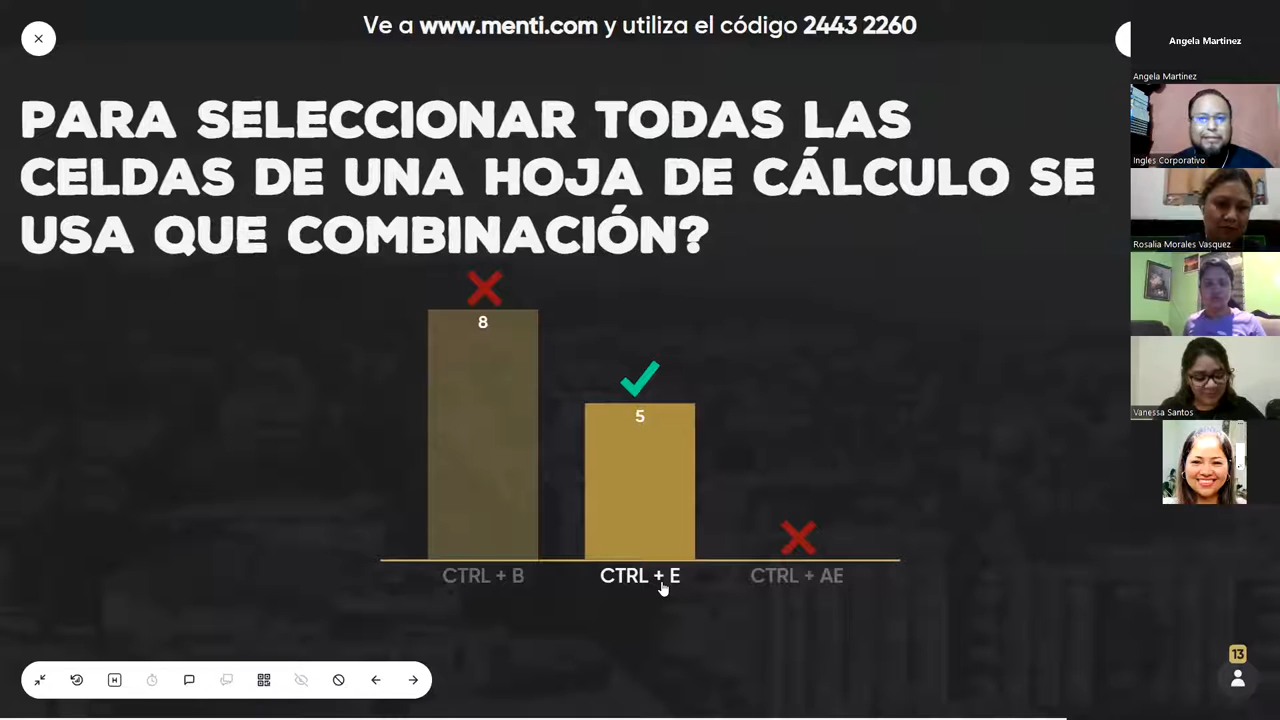 Ve a www.menti.com y utiliza el código 2443 2260
PARA SELECCIONAR TODAS LAS
CELDAS DE UNA HOJA DE CÁLCULO SE
USA QUE COMBINACIÓN?
8
5
CTRL + B
CTRL + E
CTRL + AE
Angela Martinez
Angela Martinez
Ingles Corporativo
Rosalia Morales Vasquez
Vanessa Santos
H
13